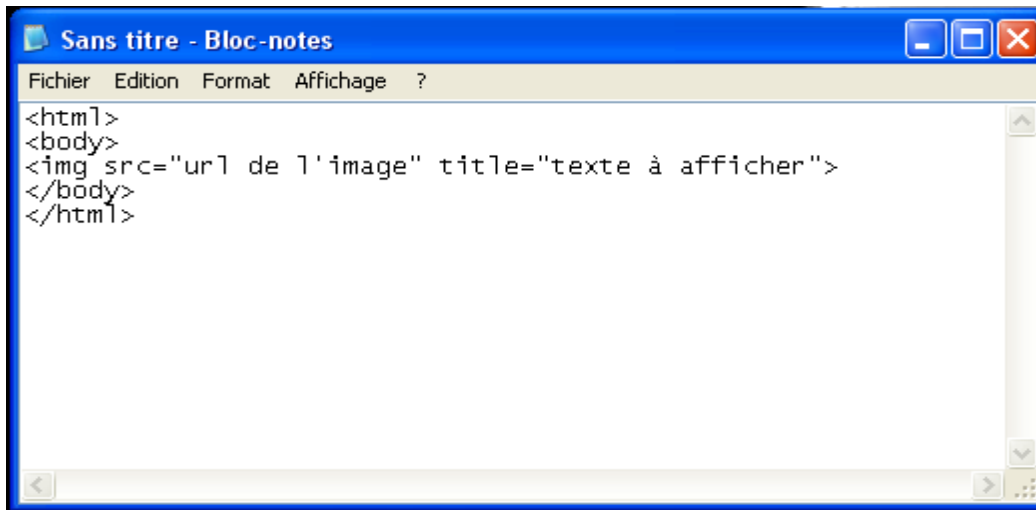 Sans titre - Bloc-notes
Fichier Edition Format Affichage ?
<html>
<body>
<img src="url de l'image" title="texte à afficher">
</body>
</html>